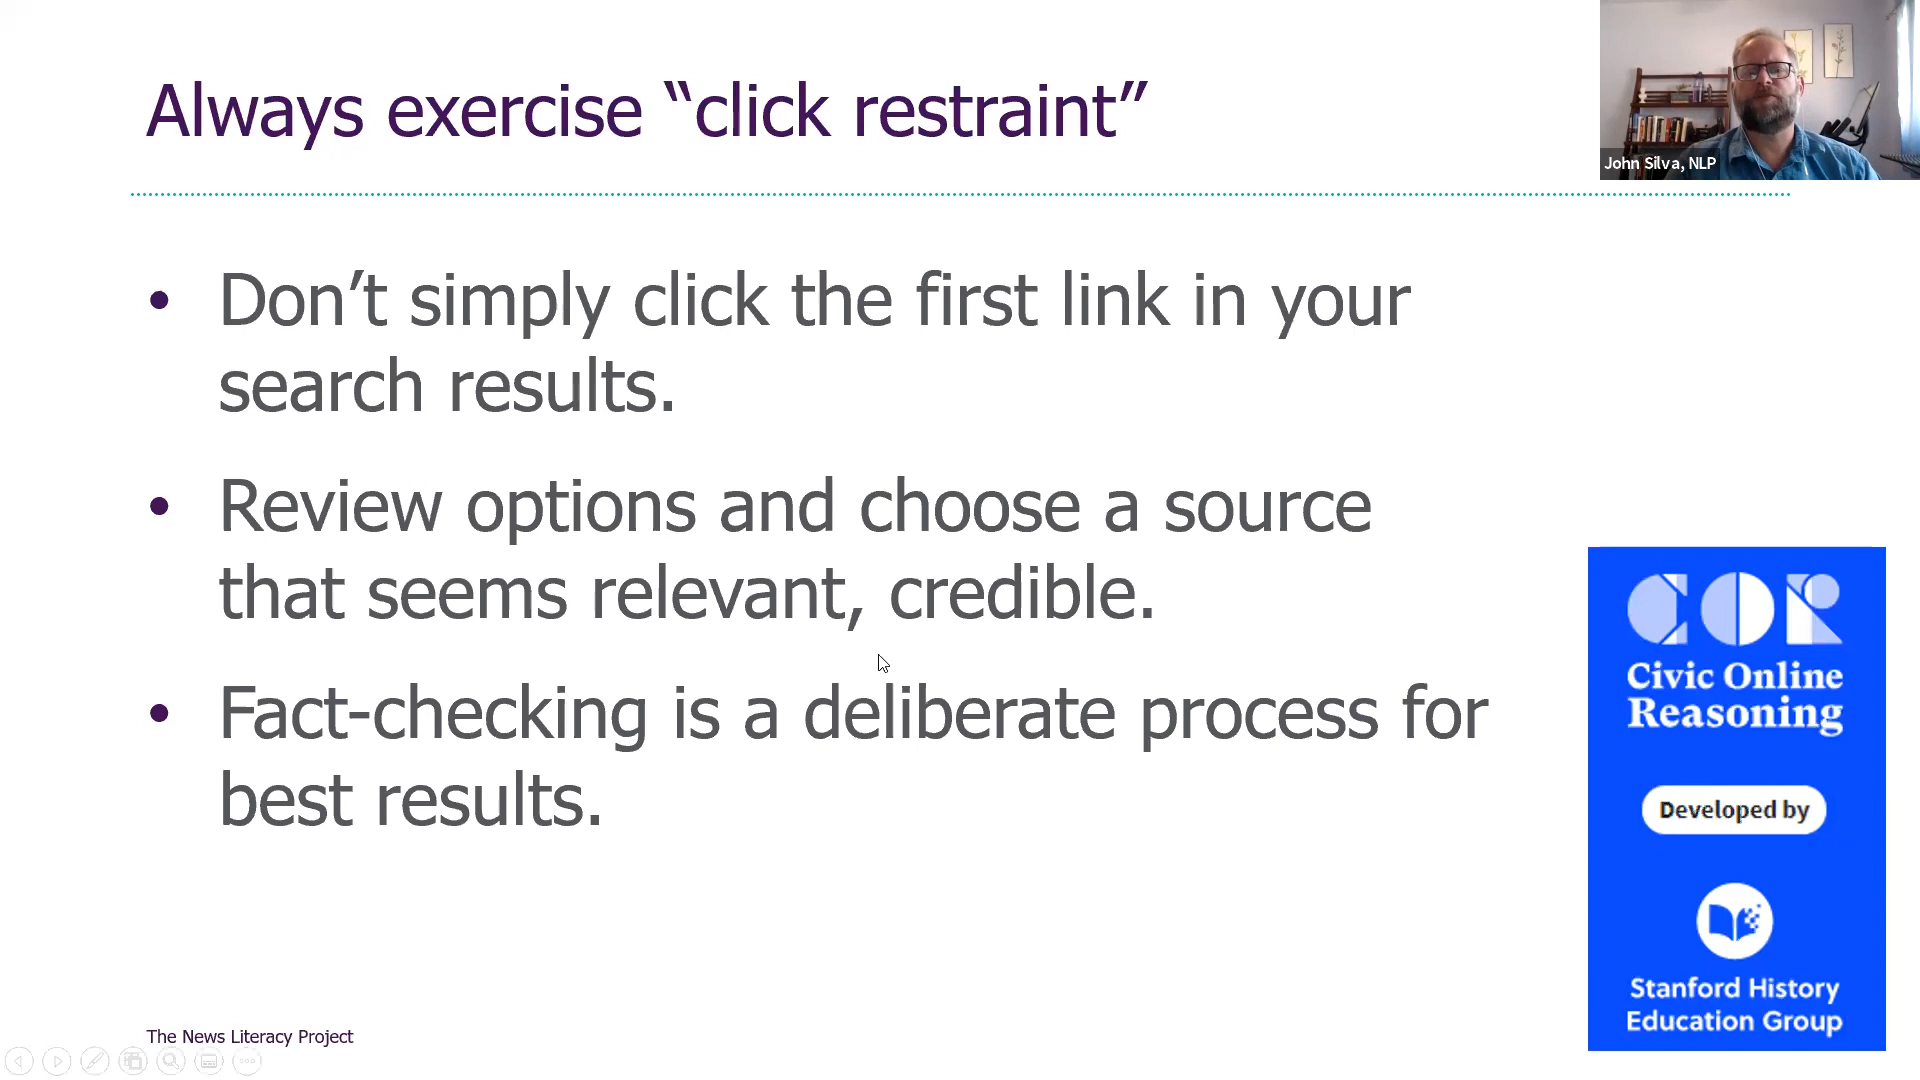 Always exercise “click restraint”
John Silva, NLP
• Don’t simply click the first link in your
search results.
• Review options and choose a source
that seems relevant, credible.
• Fact-checking is a deliberate process for
best results.
COR
Civic Online
Reasoning
Developed by
Stanford History
Education Group
The News Literacy Project